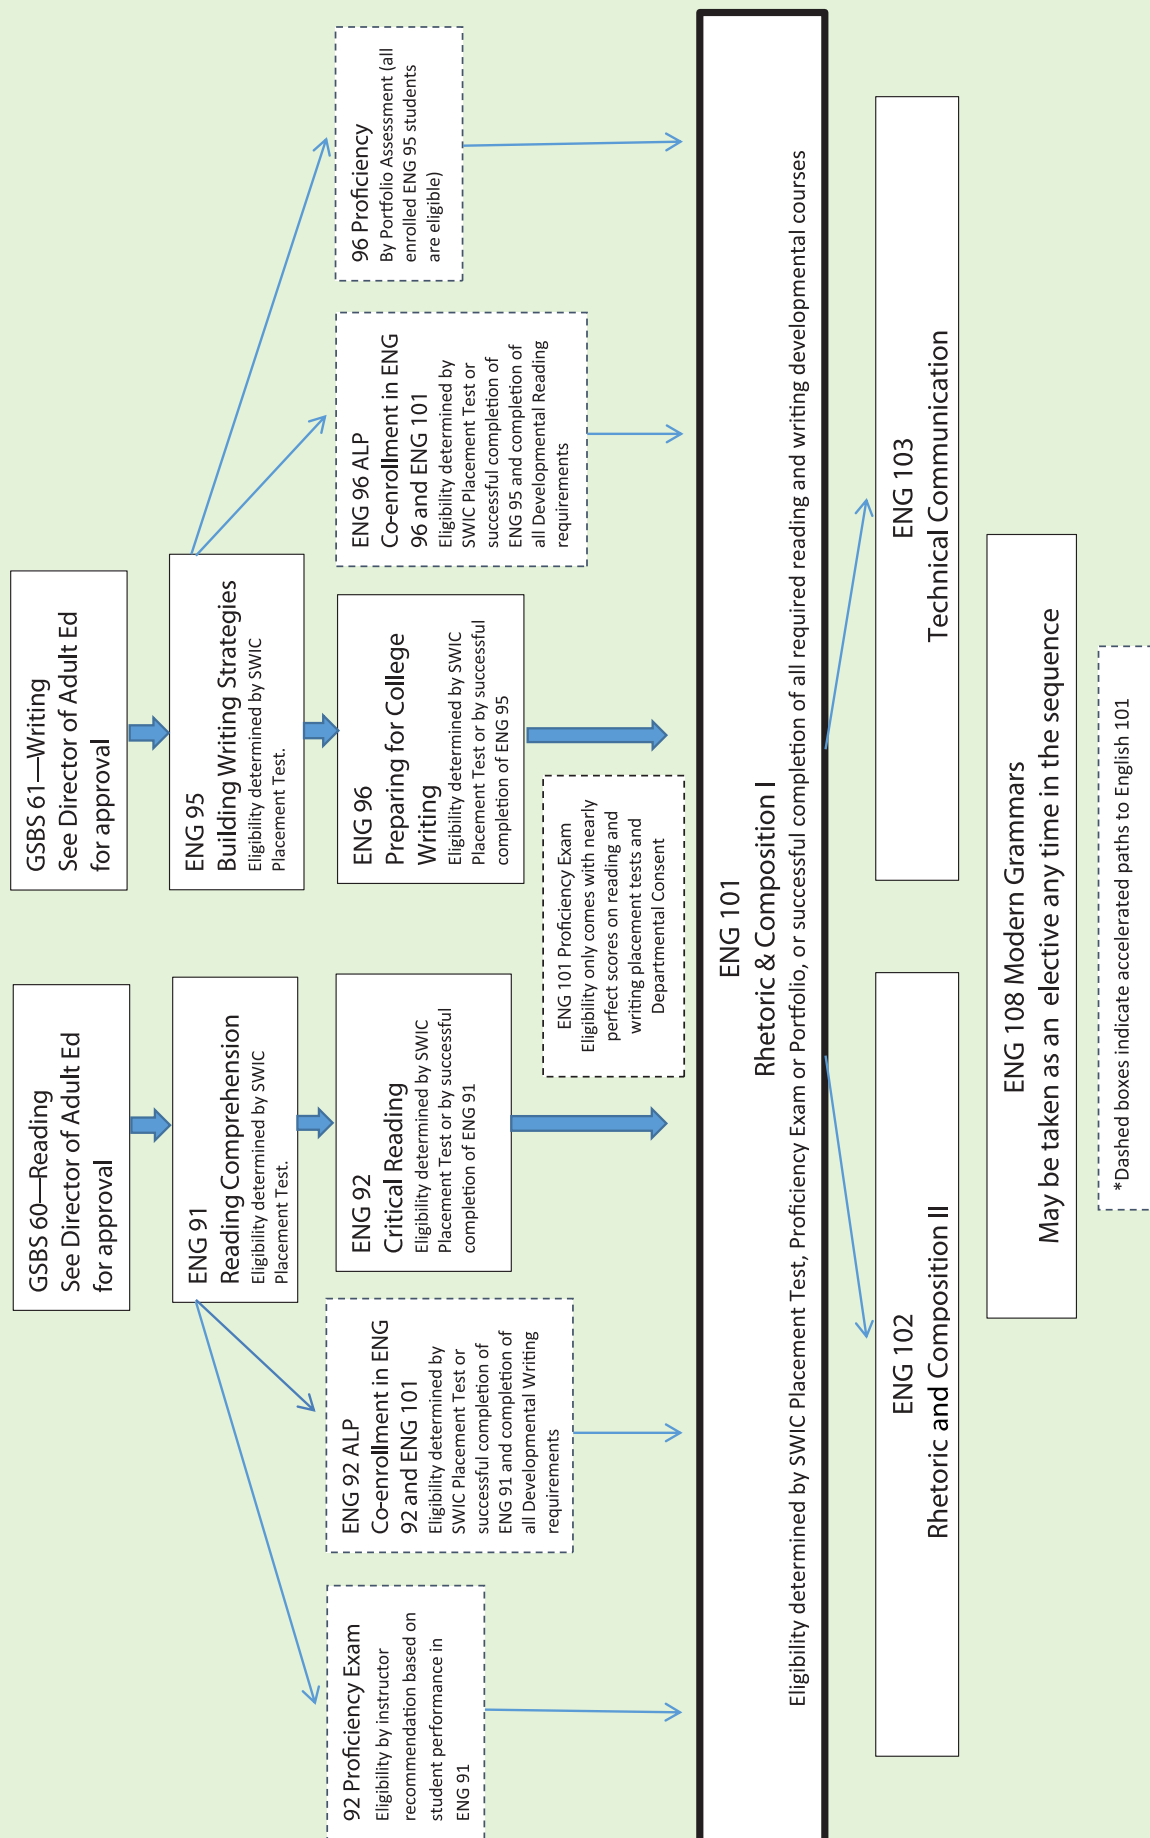 GSBS 60—Reading
See Director of Adult Ed
for approval
GSBS 61—Writing
See Director of Adult Ed
for approval
ENG 91
Reading Comprehension
Eligibility determined by SWIC
Placement Test.
ENG 95
Building Writing Strategies
Eligibility determined by SWIC
Placement Test.
92 Proficiency Exam
Eligibility by instructor
recommendation based on
student performance in
ENG 91
ENG 92 ALP
Co-enrollment in ENG
92 and ENG 101
Eligibility determined by
SWIC Placement Test or
successful completion of
ENG 91 and completion of
all Developmental Writing
requirements
ENG 92
Critical Reading
Eligibility determined by SWIC
Placement Test or by successful
completion of ENG 91
ENG 96
Preparing for College
Writing
Eligibility determined by SWIC
Placement Test or by successful
completion of ENG 95
ENG 96 ALP
Co-enrollment in ENG
96 and ENG 101
Eligibility determined by
SWIC Placement Test or
successful completion of
ENG 95 and completion of
all Developmental Reading
requirements
96 Proficiency
By Portfolio Assessment (all
enrolled ENG 95 students
are eligible)
ENG 101 Proficiency Exam
Eligibility only comes with nearly
perfect scores on reading and
writing placement tests and
Departmental Consent
ENG 101
Rhetoric & Composition I
Eligibility determined by SWIC Placement Test, Proficiency Exam or Portfolio, or successful completion of all required reading and writing developmental courses
ENG 102
Rhetoric and Composition II
ENG 103
Technical Communication
ENG 108 Modern Grammars
May be taken as an elective any time in the sequence
*Dashed boxes indicate accelerated paths to English 101